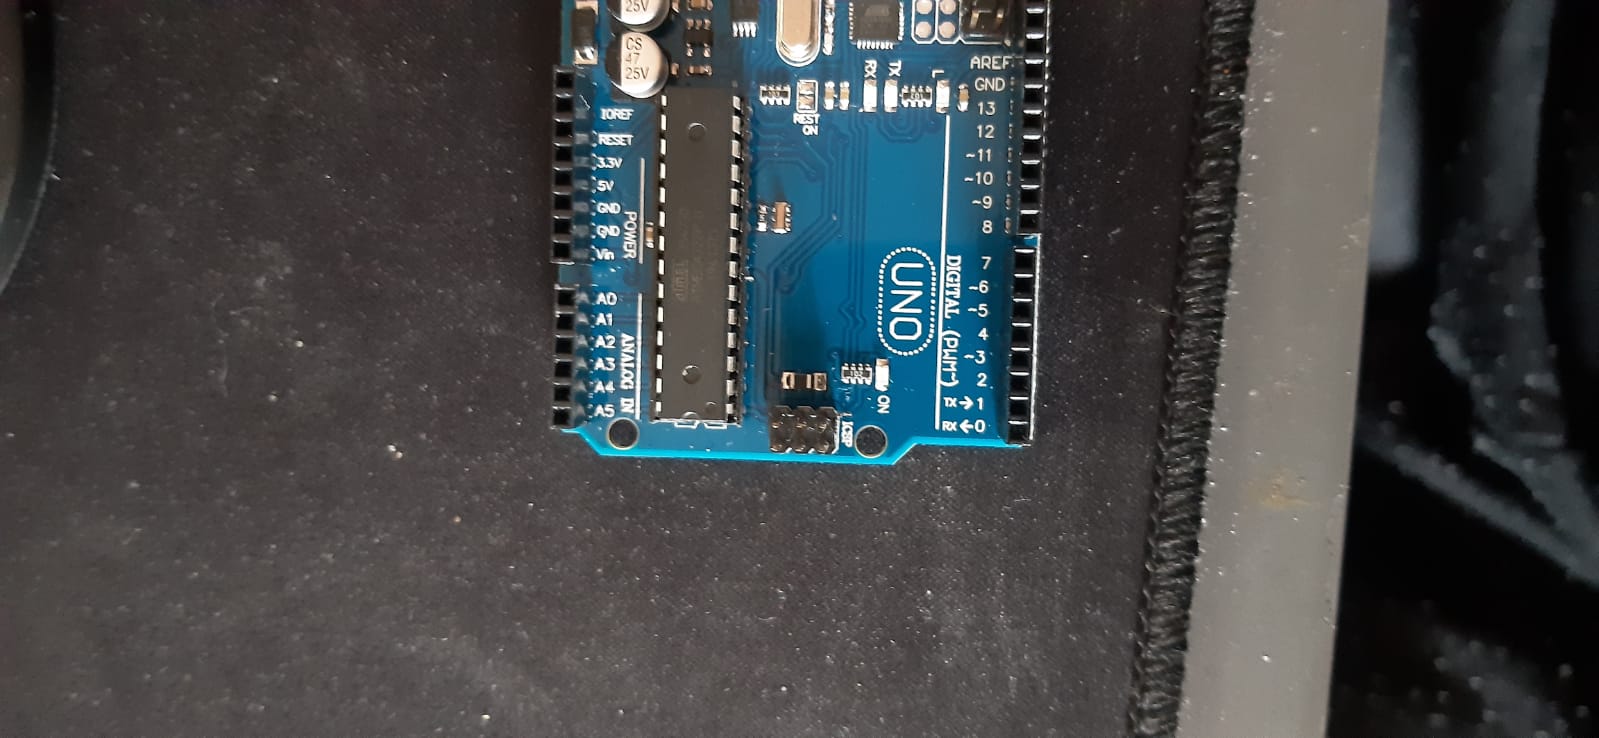 25V
CS
47
25V
IOREF
RESET
3.3V
5V
GND
GND
Vin
POWER
A0
A1
A2
A3
A4
A5
ANALOG IN
RX
TX
L
REST
ON
AREF
GND
13
12
~11
~10
~9
8
7
~6
~5
4
~3
2
TX→1
RX←0
DIGITAL (PWM~)
UNO
102
ON
ICSP